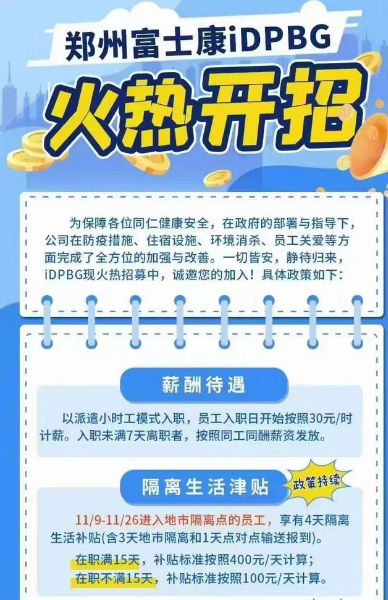 郑州富士康iDPBG
火热开招
为保障各位同仁健康安全，在政府的部署与指导下，
公司在防疫措施、住宿设施、环境消杀、员工关爱等方
面完成了全方位的加强与改善。一切皆安，静待归来，
iDPBG现火热招募中，诚邀您的加入！具体政策如下：
薪酬待遇
以派遣小时工模式入职，员工入职日开始按照30元/时
计薪。入职未满7天离职者，按照同工同酬薪资发放。
隔离生活津贴
政策持续
11/9-11/26进入地市隔离点的员工，享有4天隔离
生活补贴(含3天地市隔离和1天点对点输送报到)。
在职满15天，补贴标准按照400元/天计算；
在职不满15天，补贴标准按照100元/天计算。